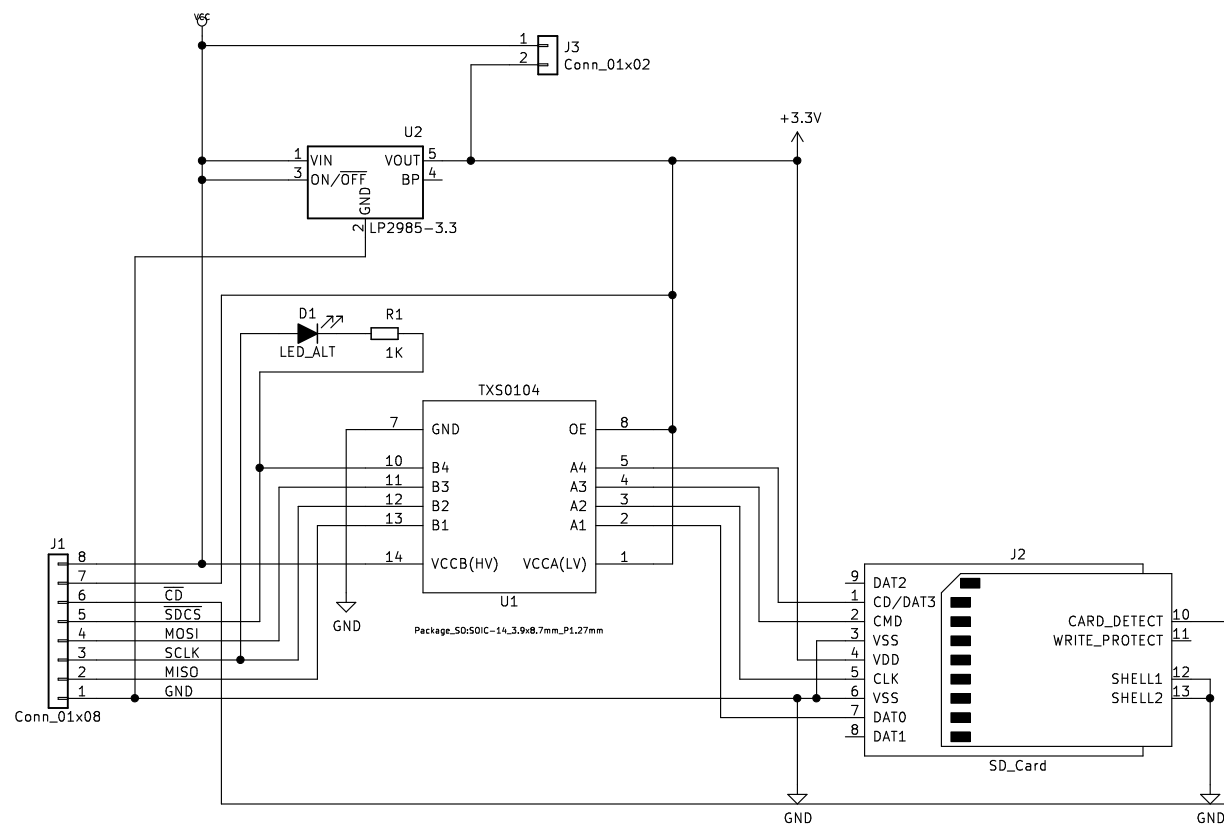 VCC
1 J3
2 Conn_01x02
+3.3V
U2
1 VIN VOUT 5
3 ON/OFF BP 4
GND
2 LP2985-3.3
D1 R1
LED_ALT 1K
TXS0104
7 GND OE 8
10 B4 A4 5
11 B3 A3 4
12 B2 A2 3
13 B1 A1 2
14 VCCB(HV) VCCA(LV) 1
U1
GND
Package_SO:SOIC-14_3.9x8.7mm_P1.27mm
J1
8
7
6 CD
5 SDCS
4 MOSI
3 SCLK
2 MISO
1 GND
Conn_01x08
J2
9 DAT2
1 CD/DAT3 CARD_DETECT 10
2 CMD WRITE_PROTECT 11
3 VSS
4 VDD
5 CLK SHELL1 12
6 VSS SHELL2 13
7 DAT0
8 DAT1
SD_Card
GND
GND